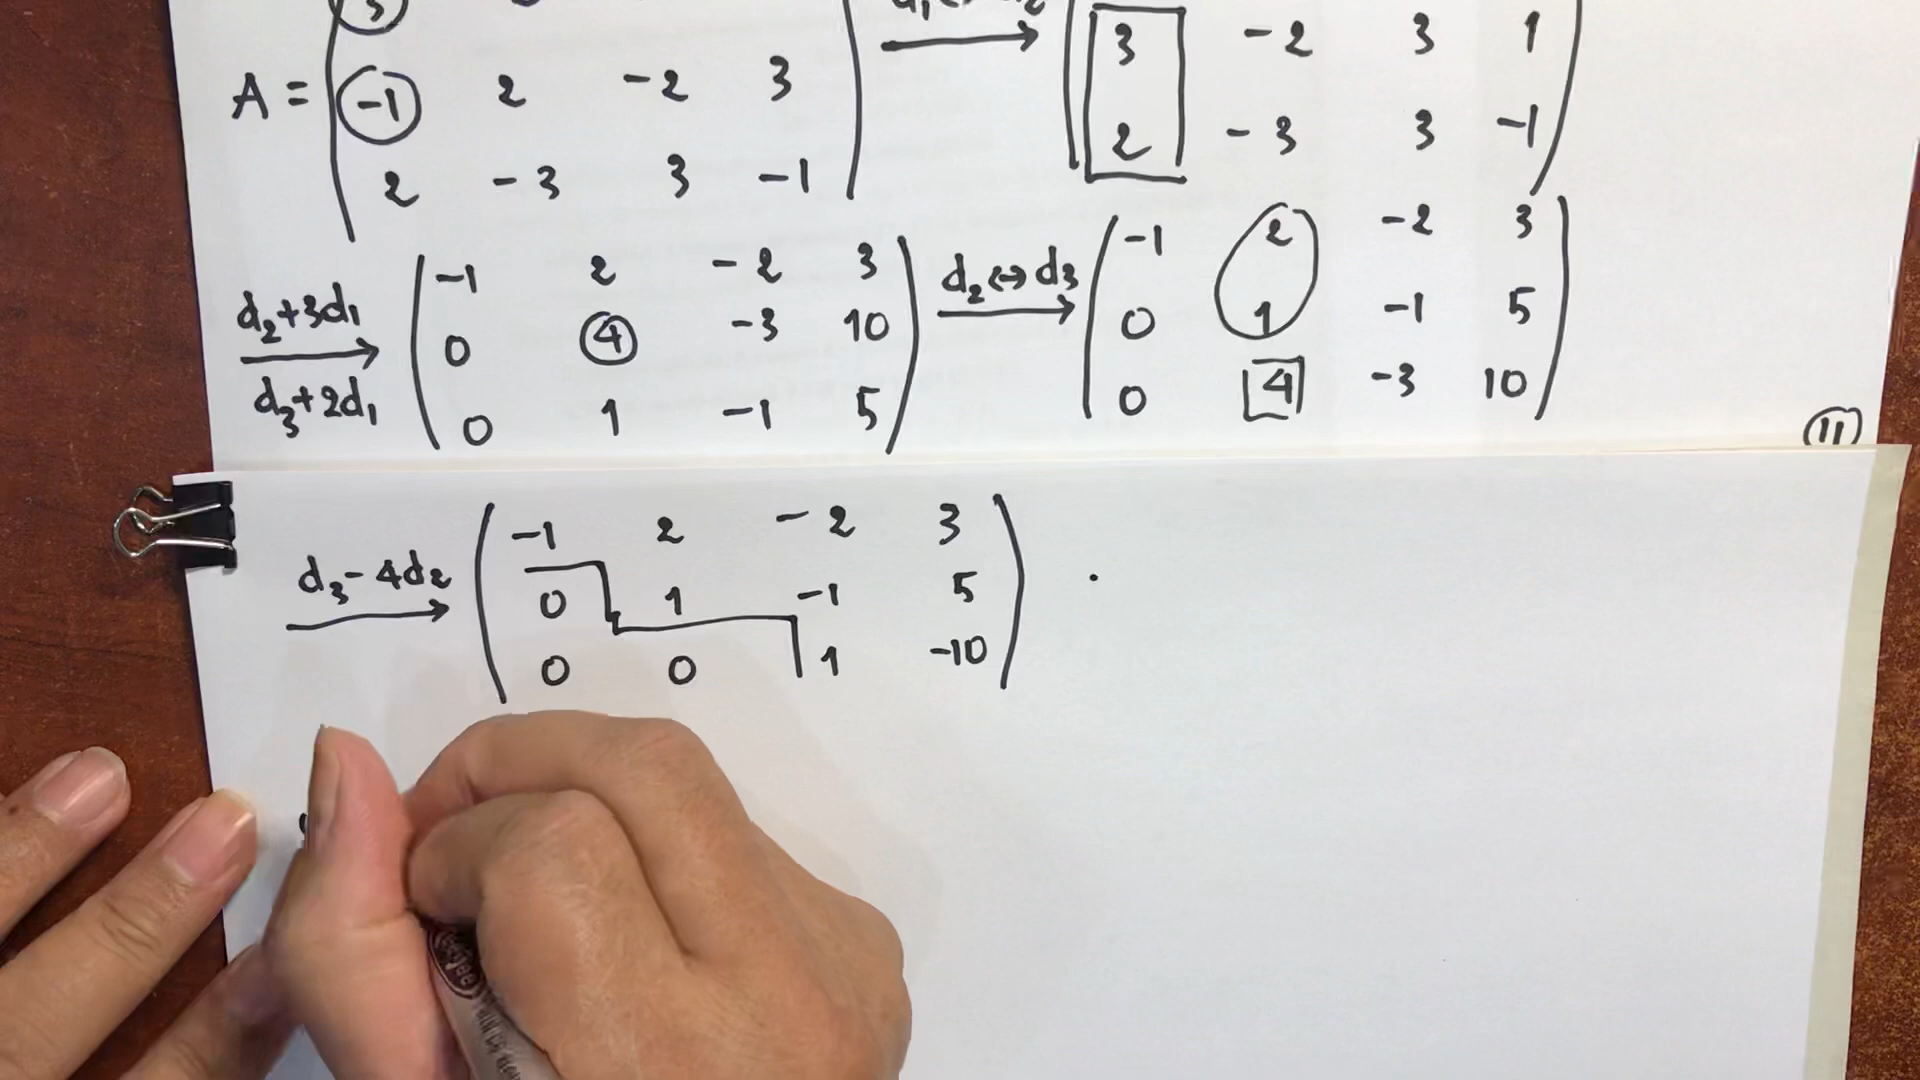 3
d₁↔d₂
3 -2 3 1
A = -1 2 -2 3
2 -3 3 -1
2 -3 3 -1
d₂+3d₁
d₃+2d₁
-1 2 -2 3
0 4 -3 10
0 1 -1 5
d₂↔d₃
-1 2 -2 3
0 1 -1 5
0 4 -3 10
11
d₃-4d₂
-1 2 -2 3
0 1 -1 5
0 0 1 -10